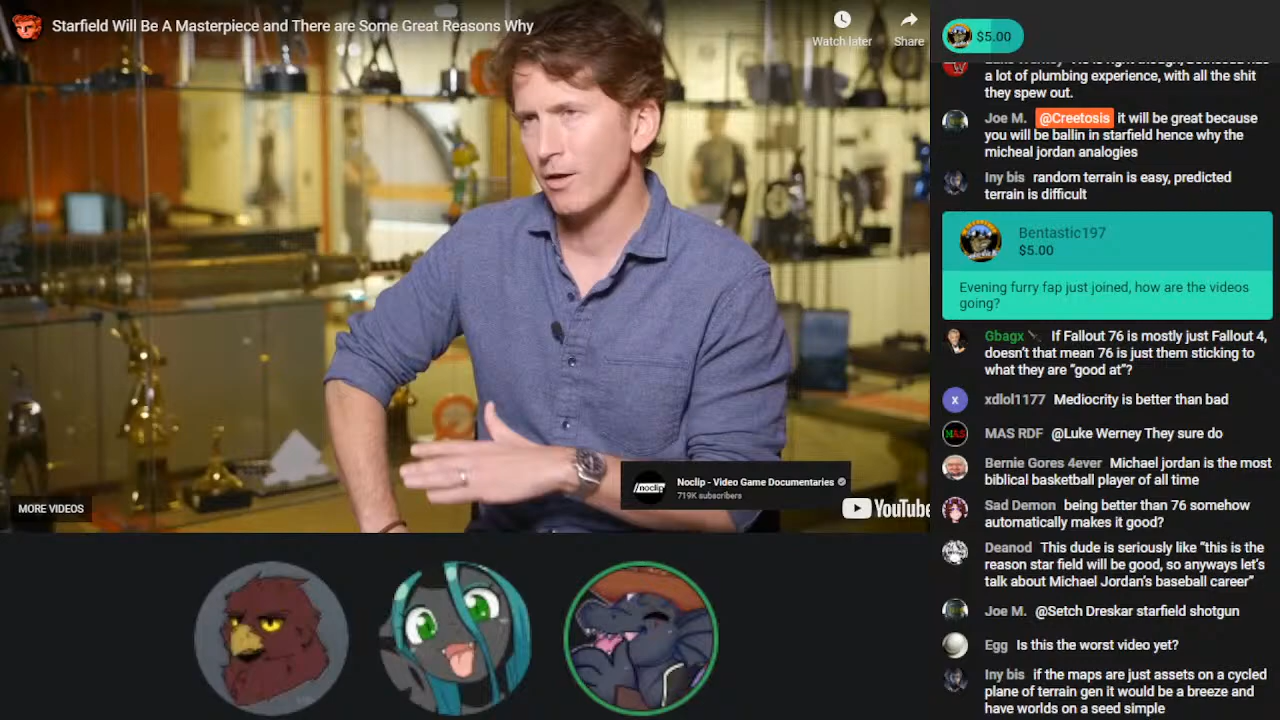 Starfield Will Be A Masterpiece and There are Some Great Reasons Why
Watch later
Share
/noclip
Noclip - Video Game Documentaries
719K subscribers
MORE VIDEOS
YouTube
$5.00
a lot of plumbing experience, with all the shit
they spew out.
Joe M. @Creetosis it will be great because
you will be ballin in starfield hence why the
micheal jordan analogies
Iny bis random terrain is easy, predicted
terrain is difficult
Bentastic197
$5.00
Evening furry fap just joined, how are the videos
going?
Gbagx If Fallout 76 is mostly just Fallout 4,
doesn't that mean 76 is just them sticking to
what they are "good at"?
x
xdlol1177 Mediocrity is better than bad
MAS
MAS RDF @Luke Werney They sure do
Bernie Gores 4ever Michael jordan is the most
biblical basketball player of all time
Sad Demon being better than 76 somehow
automatically makes it good?
Deanod This dude is seriously like "this is the
reason star field will be good, so anyways let's
talk about Michael Jordan's baseball career"
Joe M. @Setch Dreskar starfield shotgun
Egg Is this the worst video yet?
Iny bis if the maps are just assets on a cycled
plane of terrain gen it would be a breeze and
have worlds on a seed simple